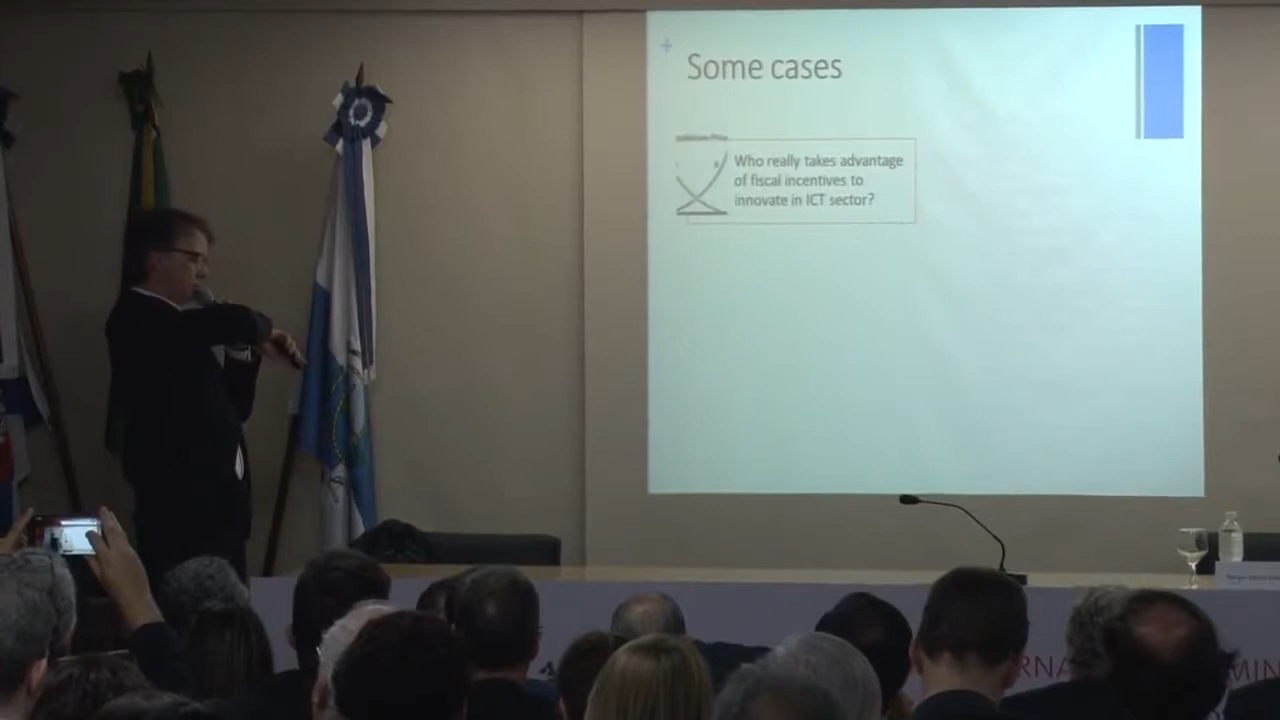 +
Some cases
Who really takes advantage
of fiscal incentives to
innovate in ICT sector?